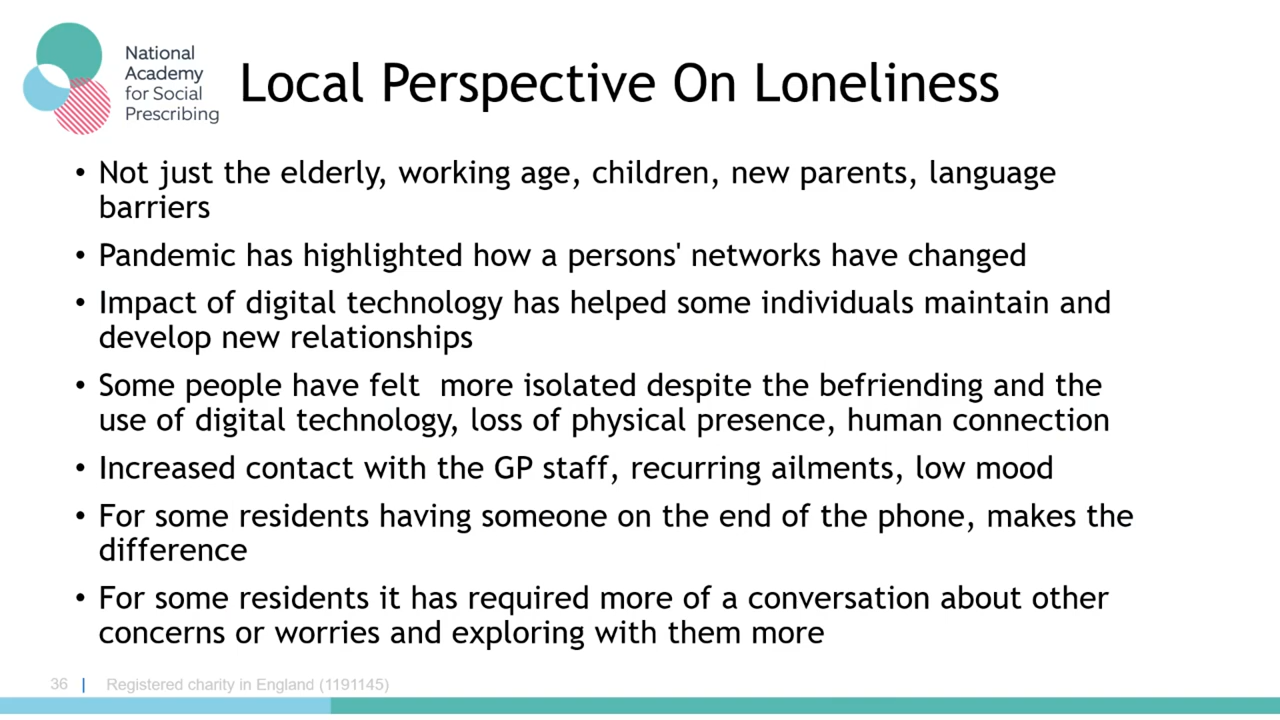 National
Academy
for Social
Prescribing
Local Perspective On Loneliness
• Not just the elderly, working age, children, new parents, language
barriers
• Pandemic has highlighted how a persons' networks have changed
• Impact of digital technology has helped some individuals maintain and
develop new relationships
• Some people have felt  more isolated despite the befriending and the
use of digital technology, loss of physical presence, human connection
• Increased contact with the GP staff, recurring ailments, low mood
• For some residents having someone on the end of the phone, makes the
difference
• For some residents it has required more of a conversation about other
concerns or worries and exploring with them more
36 | Registered charity in England (1191145)